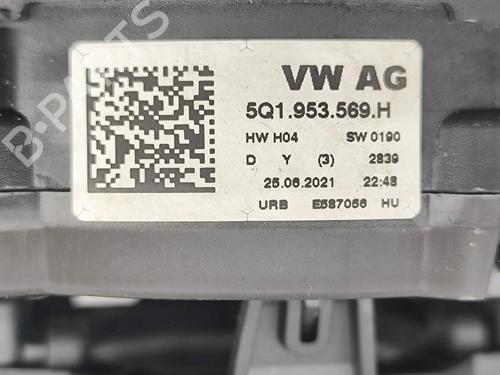 VW AG
5Q1.953.569.H
HW H04 SW 0190
D Y (3) 2839
25.06.2021 22:48
URB E587056 HU
B-PARTS